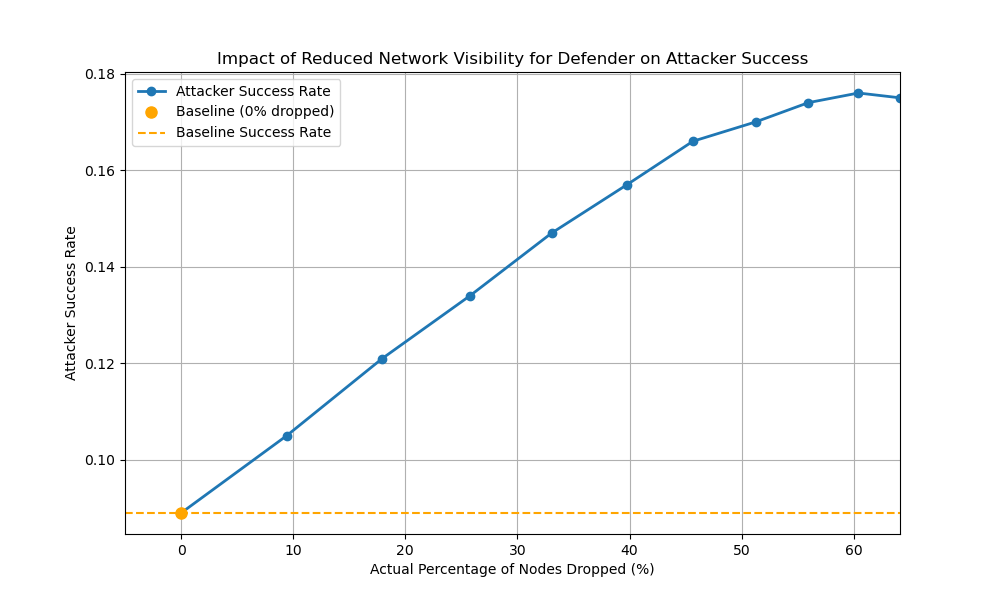 Impact of Reduced Network Visibility for Defender on Attacker Success
Attacker Success Rate
Baseline (0% dropped)
Baseline Success Rate
Attacker Success Rate
0.18
0.16
0.14
0.12
0.10
0
10
20
30
40
50
60
Actual Percentage of Nodes Dropped (%)